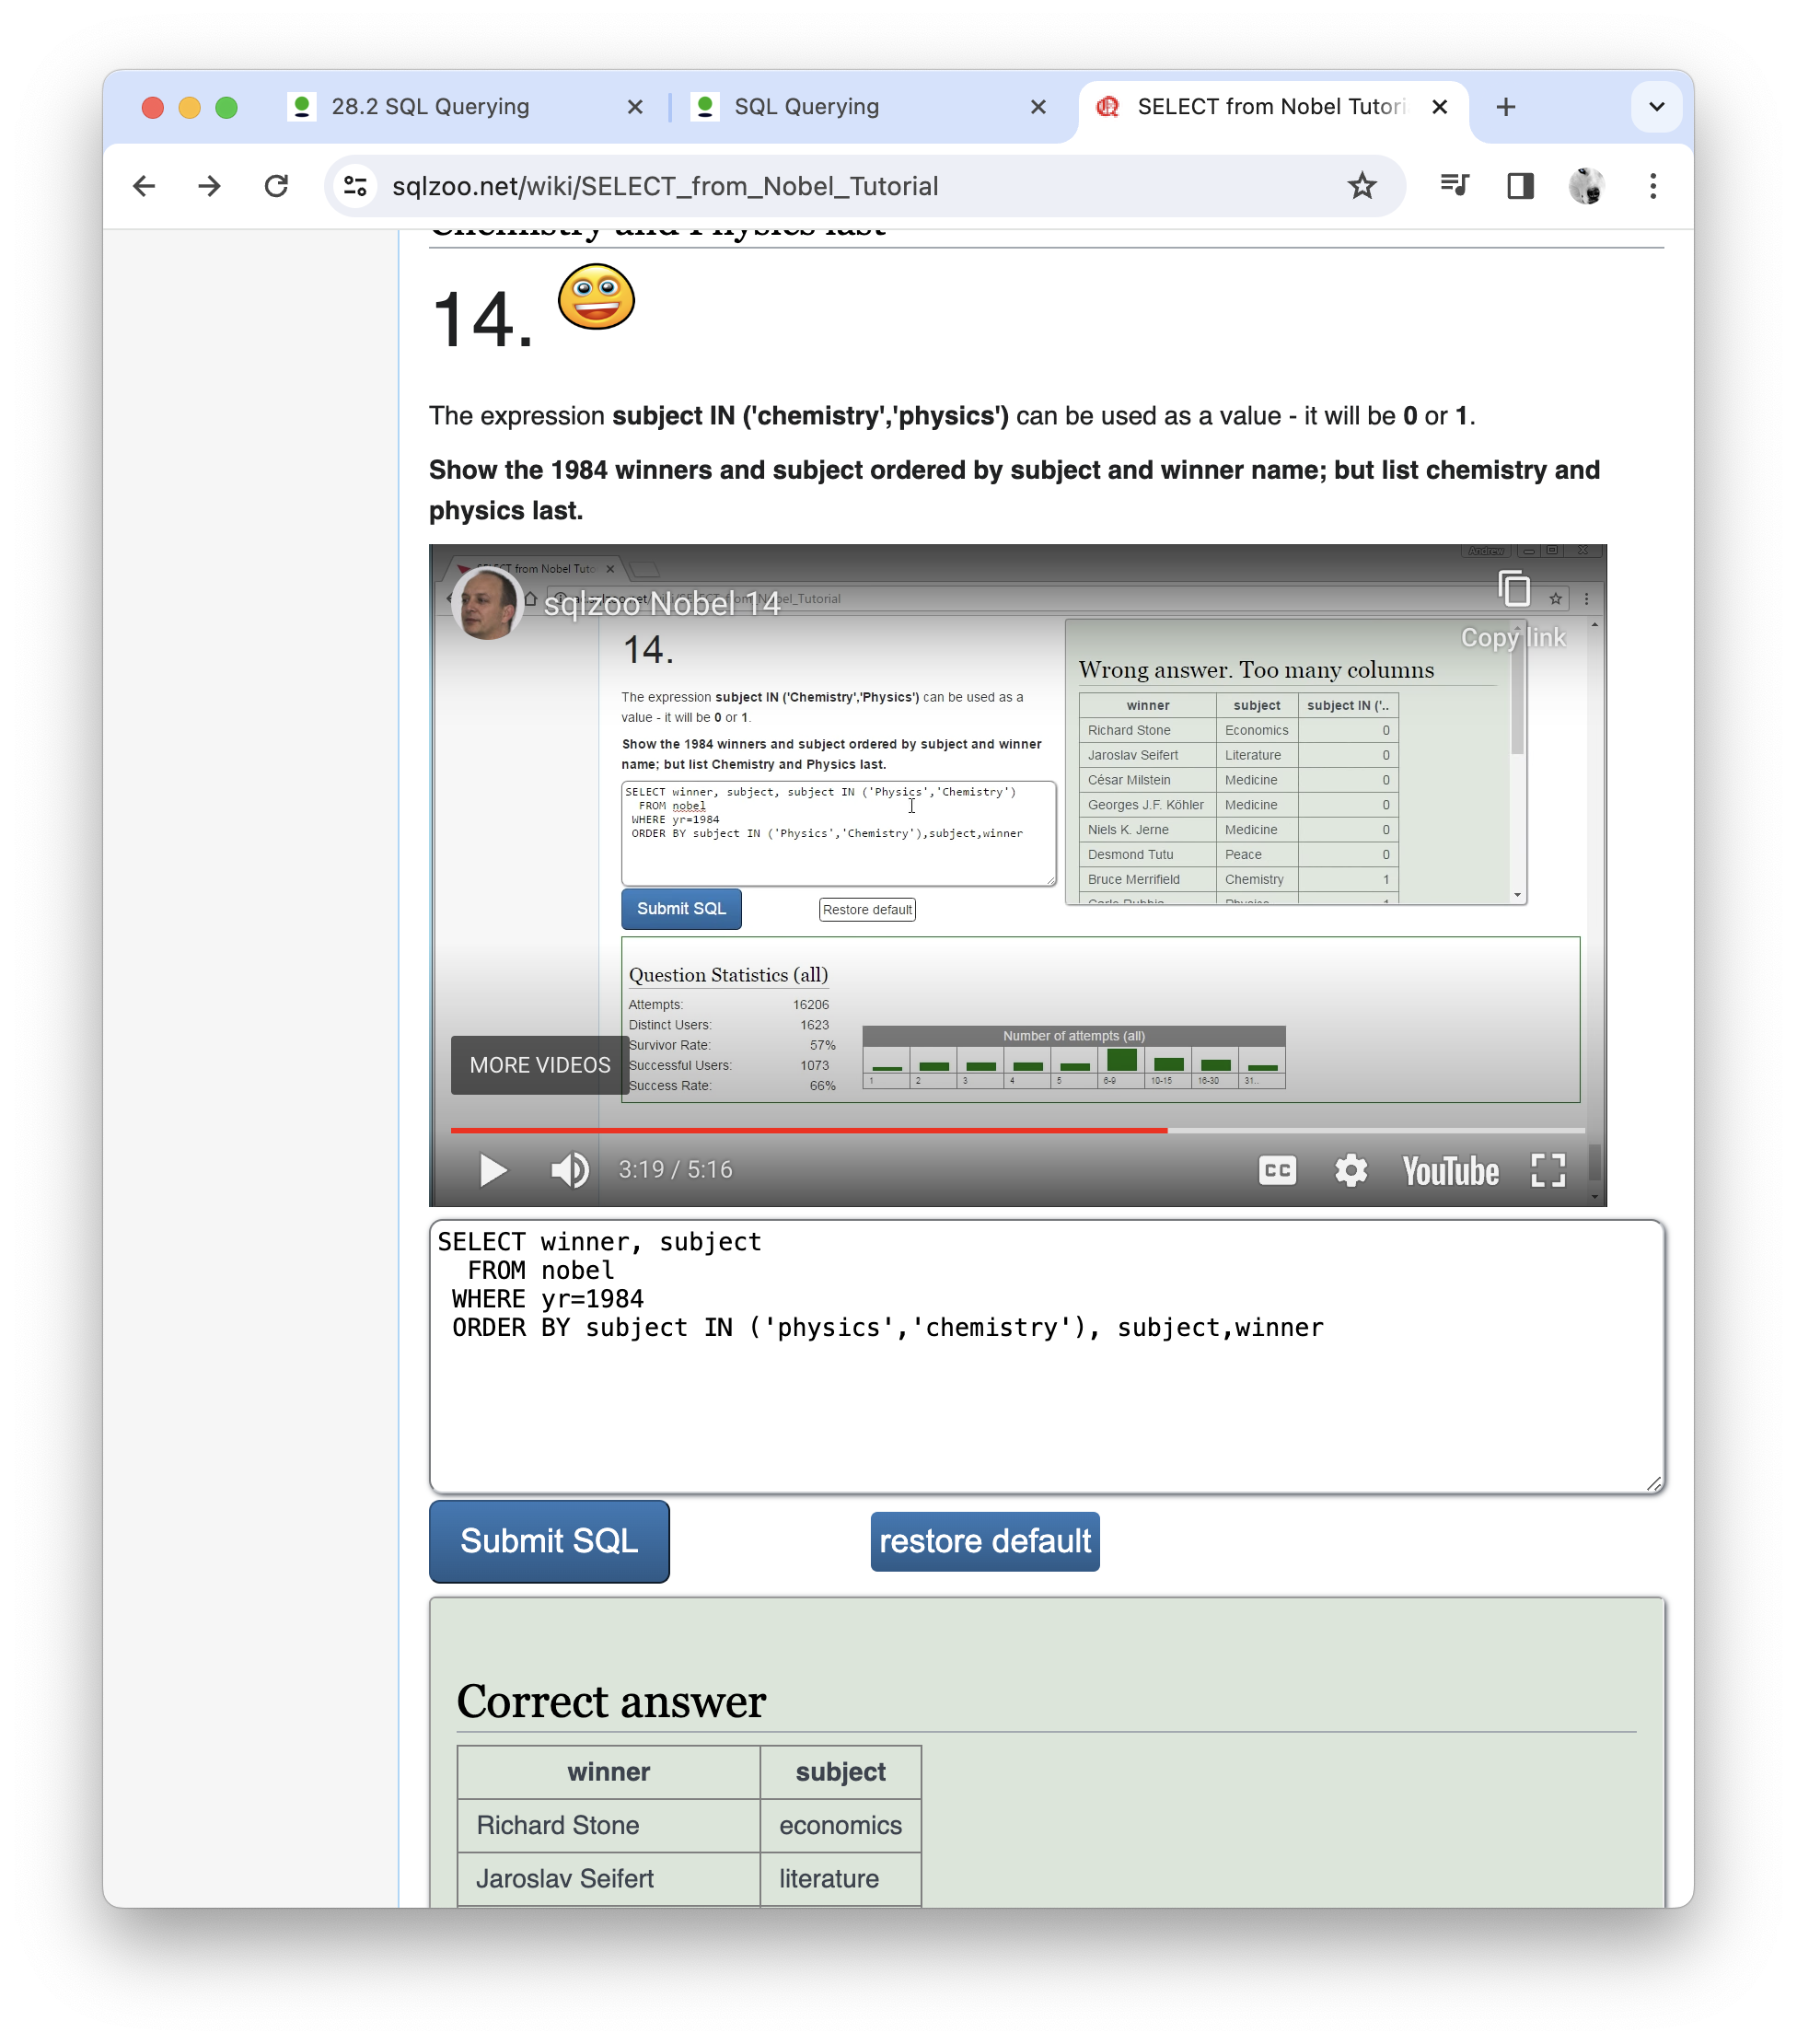 28.2 SQL Querying
SQL Querying
SELECT from Nobel Tutori
sqlzoo.net/wiki/SELECT_from_Nobel_Tutorial
Chemistry and Physics last
14.
The expression subject IN ('chemistry','physics') can be used as a value - it will be 0 or 1.
Show the 1984 winners and subject ordered by subject and winner name; but list chemistry and
physics last.
Andrew
from Nobel Tuto
sqlzoo Nobel 14
Copy link
14.
The expression subject IN ('Chemistry','Physics') can be used as a
value - it will be 0 or 1.
Show the 1984 winners and subject ordered by subject and winner
name; but list Chemistry and Physics last.
SELECT winner, subject, subject IN ('Physics','Chemistry')
FROM nobel
WHERE yr=1984
ORDER BY subject IN ('Physics','Chemistry'),subject,winner
Submit SQL
Restore default
Wrong answer. Too many columns
winner subject subject IN ('..
Richard Stone Economics 0
Jaroslav Seifert Literature 0
César Milstein Medicine 0
Georges J.F. Köhler Medicine 0
Niels K. Jerne Medicine 0
Desmond Tutu Peace 0
Bruce Merrifield Chemistry 1
Question Statistics (all)
Attempts: 16206
Distinct Users: 1623
Survivor Rate: 57%
Successful Users: 1073
Success Rate: 66%
Number of attempts (all)
1 2 3 4 5 6-9 10-15 16-30 31..
MORE VIDEOS
3:19 / 5:16
CC
YouTube
SELECT winner, subject
FROM nobel
WHERE yr=1984
ORDER BY subject IN ('physics','chemistry'), subject,winner
Submit SQL
restore default
Correct answer
winner subject
Richard Stone economics
Jaroslav Seifert literature